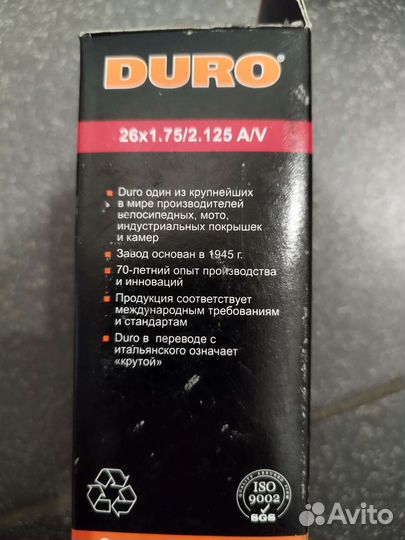 DURO®
26x1.75/2.125 A/V
Duro один из крупнейших
в мире производителей
велосипедных, мото,
индустриальных покрышек
и камер
Завод основан в 1945 г.
70-летний опыт производства
и инноваций
Продукция соответствует
международным требованиям
и стандартам
Duro в переводе с
итальянского означает
«крутой»
ISO
9002
SGS
Avito